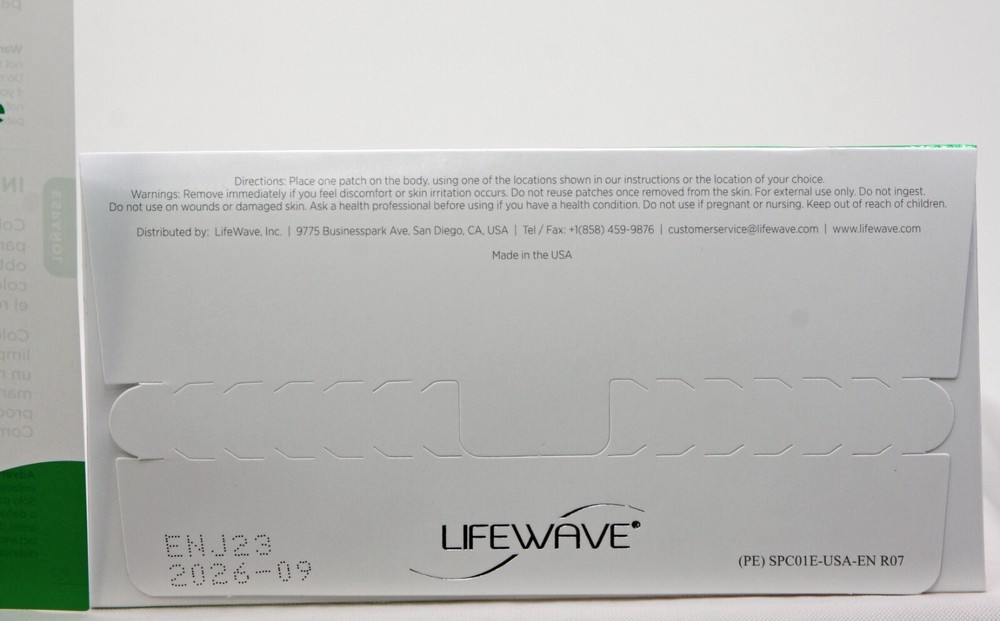 Directions: Place one patch on the body, using one of the locations shown in our instructions or the location of your choice.
Warnings: Remove immediately if you feel discomfort or skin irritation occurs. Do not reuse patches once removed from the skin. For external use only. Do not ingest.
Do not use on wounds or damaged skin. Ask a health professional before using if you have a health condition. Do not use if pregnant or nursing. Keep out of reach of children.
Distributed by: LifeWave, Inc. | 9775 Businesspark Ave, San Diego, CA, USA | Tel / Fax: +1(858) 459-9876 | customerservice@lifewave.com | www.lifewave.com
Made in the USA
LIFEWAVE
ENJ23
2026-09
(PE) SPC01E-USA-EN R07